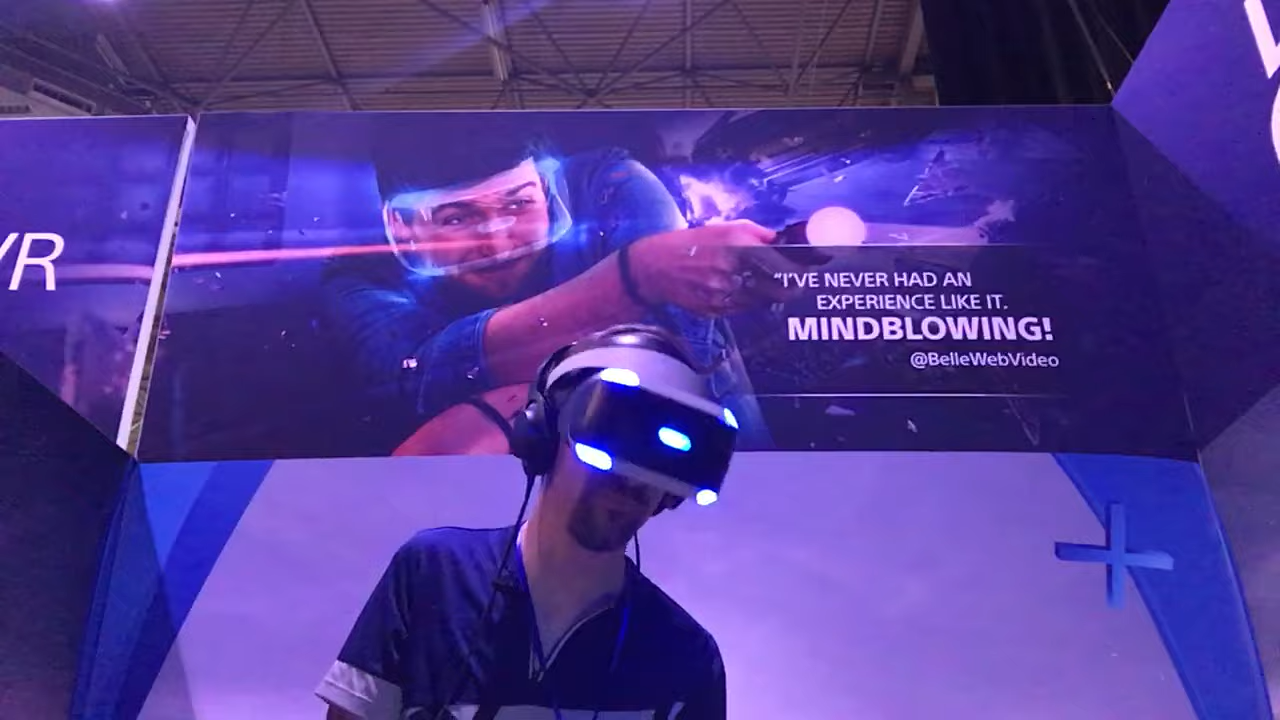 VR
“I’VE NEVER HAD AN
EXPERIENCE LIKE IT.
MINDBLOWING!
@BelleWebVideo